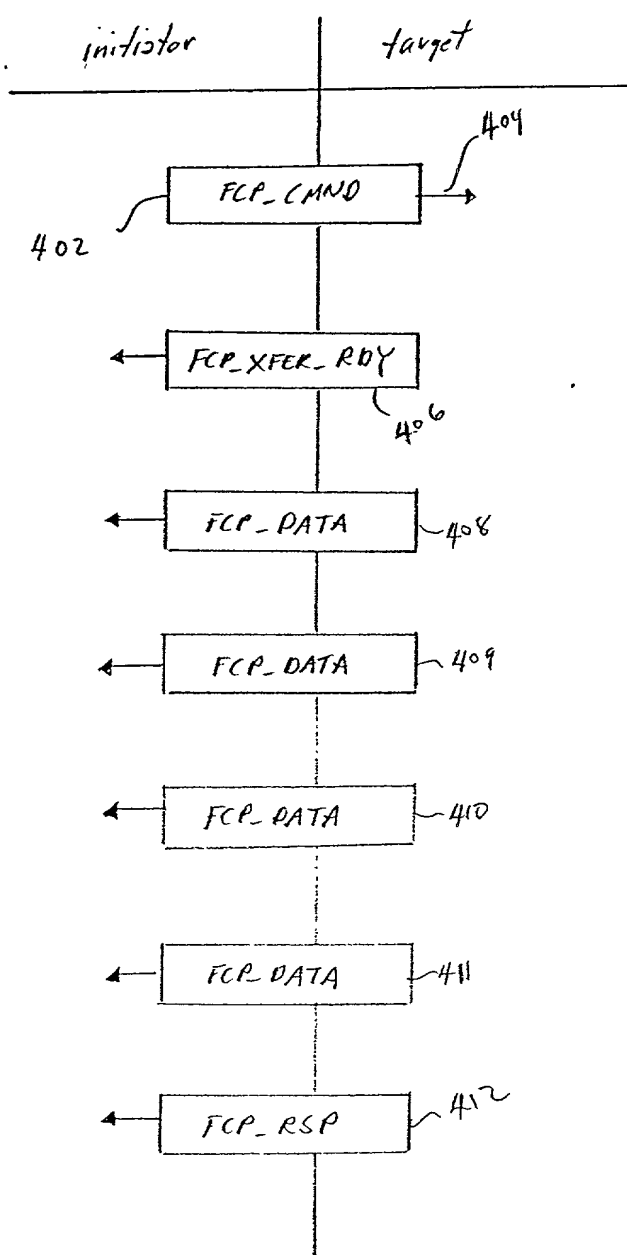 initiator target
404
FCP_CMND
402
FCP_XFER_RDY
406
FCP_DATA 408
FCP_DATA 409
FCP_DATA 410
FCP_DATA 411
FCP_RSP 412